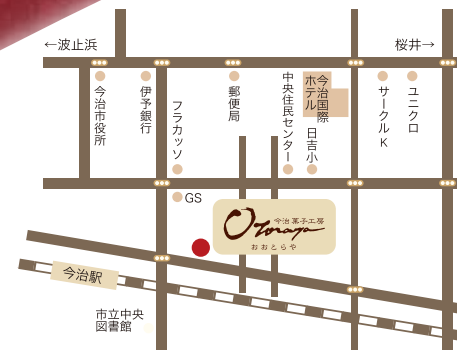 ←波止浜
桜井→
今治市役所
伊予銀行
フラカッソ
郵便局
中央住民センター
今治国際
ホテル
日吉小
サークルK
ユニクロ
GS
今治菓子工房
Otoraya
おおとらや
今治駅
市立中央
図書館